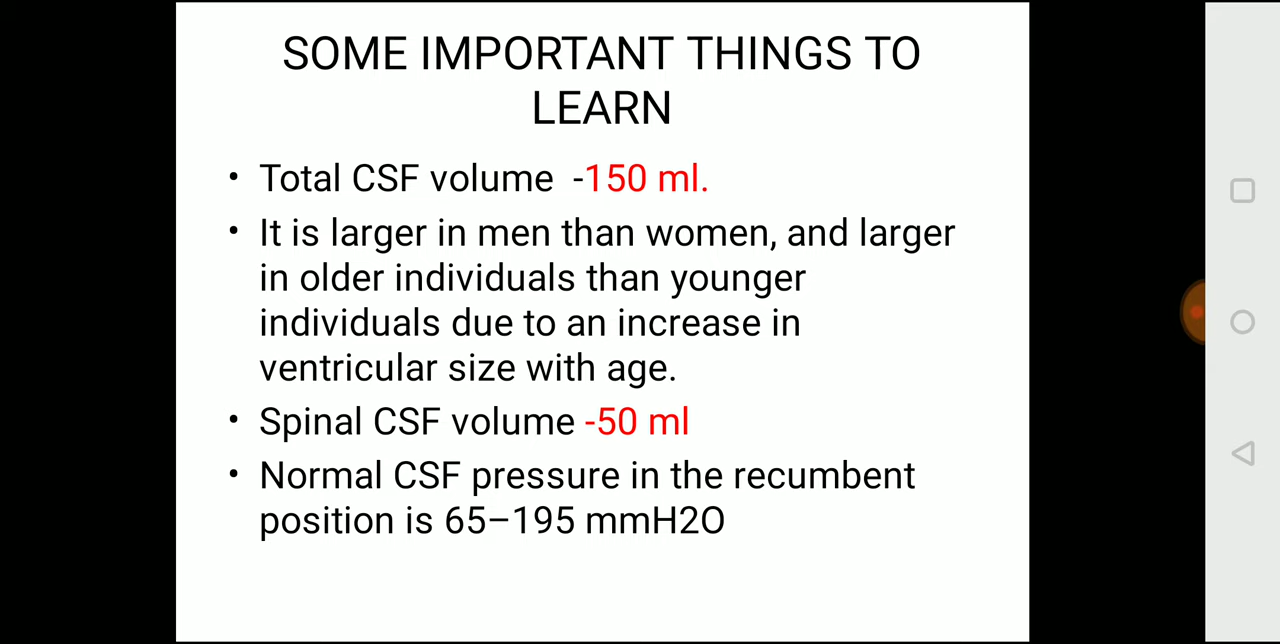 SOME IMPORTANT THINGS TO
LEARN
• Total CSF volume -150 ml.
• It is larger in men than women, and larger
in older individuals than younger
individuals due to an increase in
ventricular size with age.
• Spinal CSF volume -50 ml
• Normal CSF pressure in the recumbent
position is 65–195 mmH2O